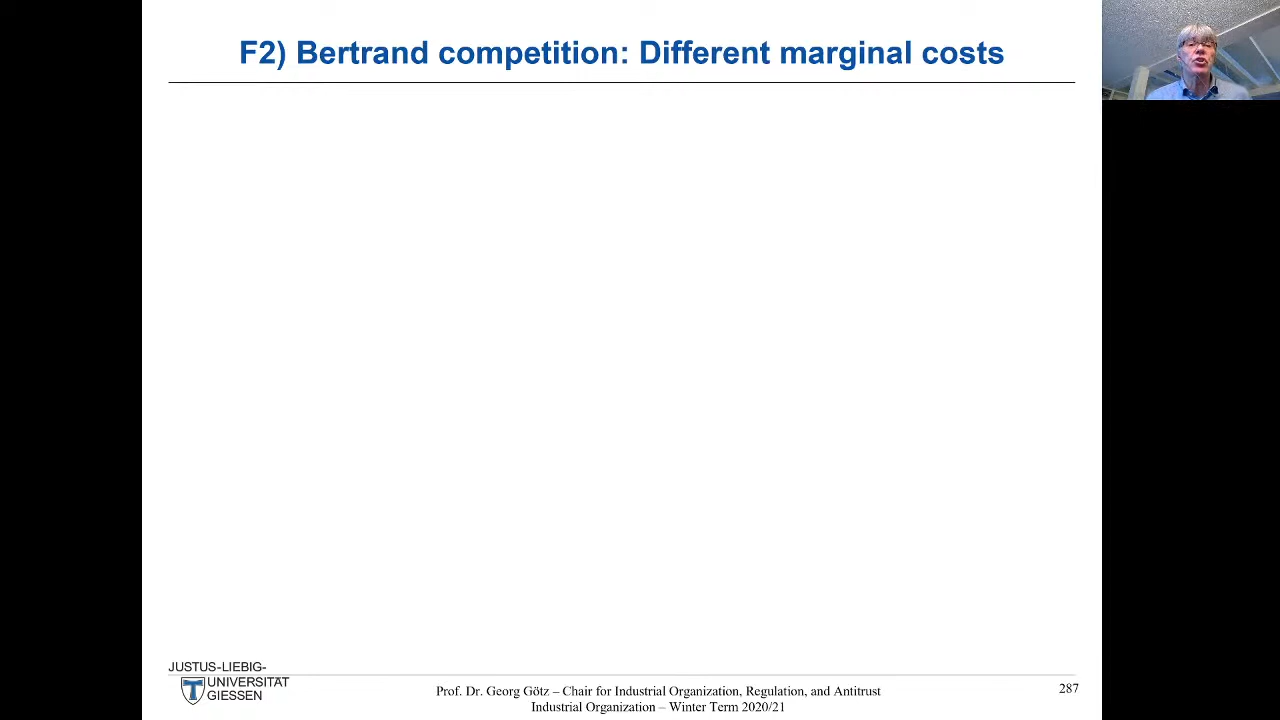 F2) Bertrand competition: Different marginal costs
JUSTUS-LIEBIG-
UNIVERSITÄT
GIESSEN
Prof. Dr. Georg Götz – Chair for Industrial Organization, Regulation, and Antitrust
Industrial Organization – Winter Term 2020/21
287